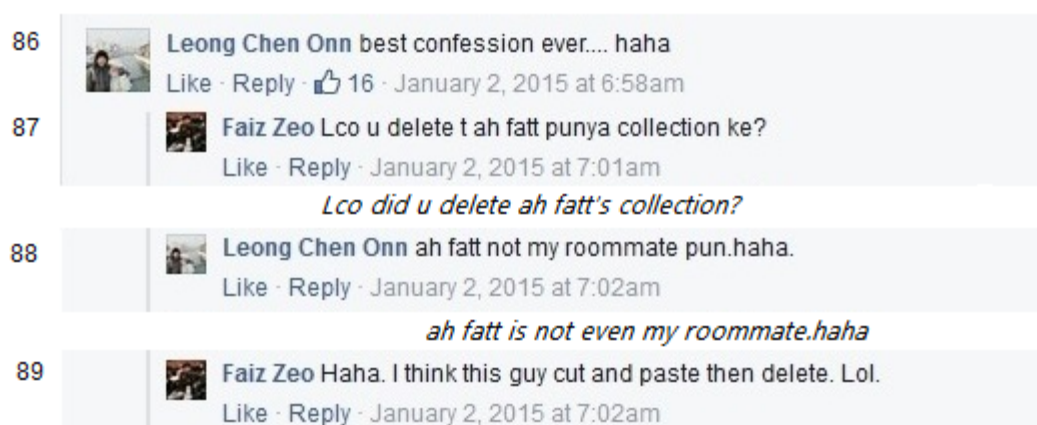 86 Leong Chen Onn best confession ever.... haha
Like · Reply · 16 · January 2, 2015 at 6:58am
87 Faiz Zeo Lco u delete t ah fatt punya collection ke?
Like · Reply · January 2, 2015 at 7:01am
Lco did u delete ah fatt's collection?
88 Leong Chen Onn ah fatt not my roommate pun.haha.
Like · Reply · January 2, 2015 at 7:02am
ah fatt is not even my roommate.haha
89 Faiz Zeo Haha. I think this guy cut and paste then delete. Lol.
Like · Reply · January 2, 2015 at 7:02am